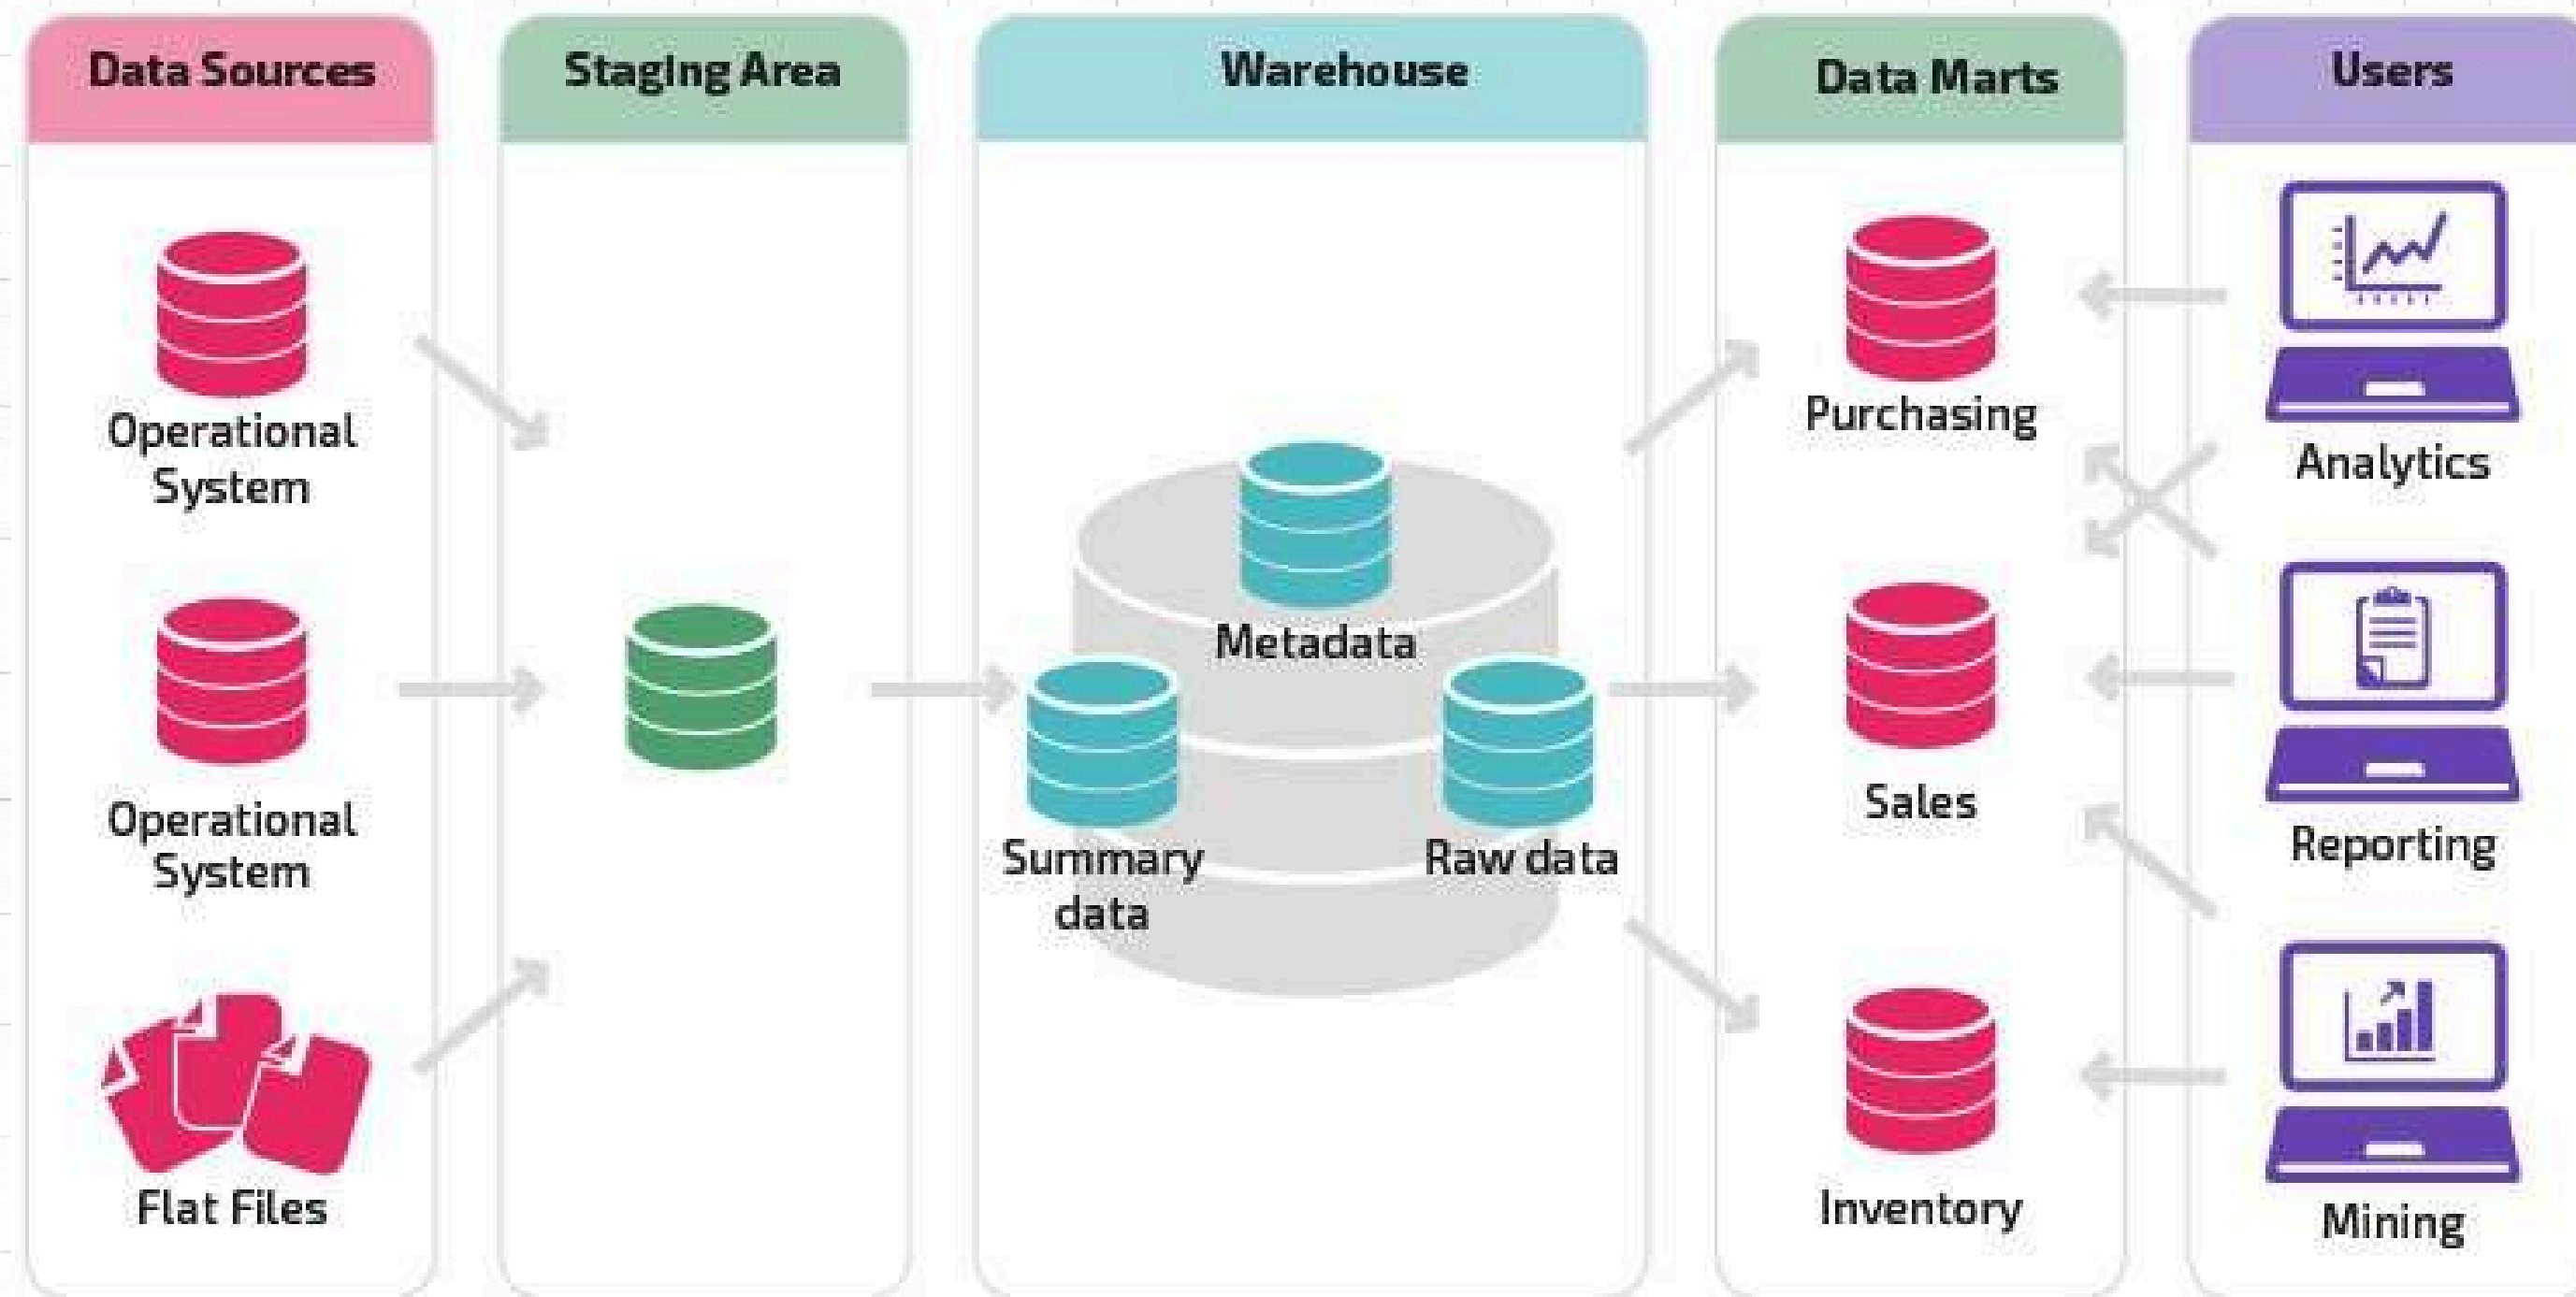 Data Sources
Staging Area
Warehouse
Data Marts
Users
Operational
System
Operational
System
Flat Files
Metadata
Summary
data
Raw data
Purchasing
Sales
Inventory
Analytics
Reporting
Mining